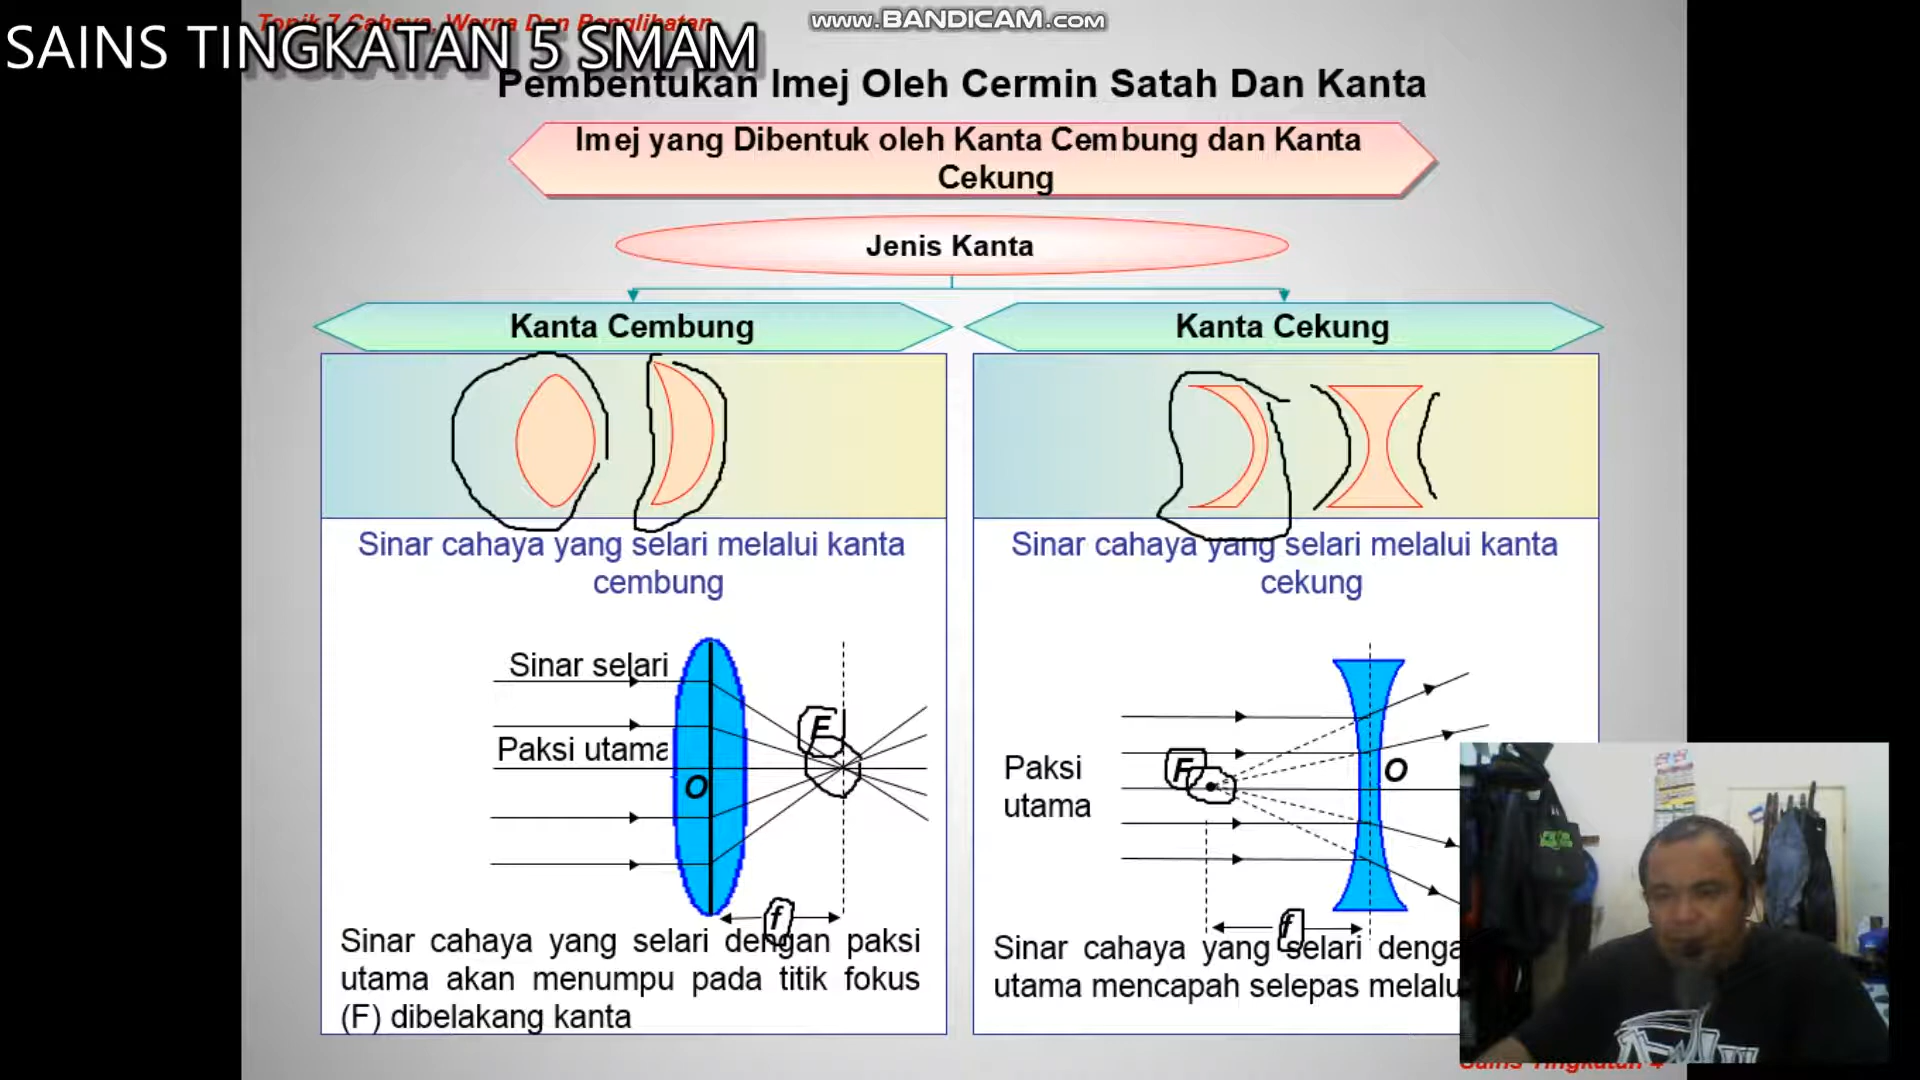 Topik 7 Cahaya, Warna Dan Penglihatan
www.BANDICAM.com
SAINS TINGKATAN 5 SMAM
Pembentukan Imej Oleh Cermin Satah Dan Kanta
Imej yang Dibentuk oleh Kanta Cembung dan Kanta
Cekung
Jenis Kanta
Kanta Cembung
Kanta Cekung
Sinar cahaya yang selari melalui kanta
cembung
Sinar selari
Paksi utama
F
O
f
Sinar cahaya yang selari dengan paksi
utama akan menumpu pada titik fokus
(F) dibelakang kanta
Sinar cahaya yang selari melalui kanta
cekung
Paksi
utama
F
O
f
Sinar cahaya yang selari denga
utama mencapah selepas melalu
Sains Tingkatan 4